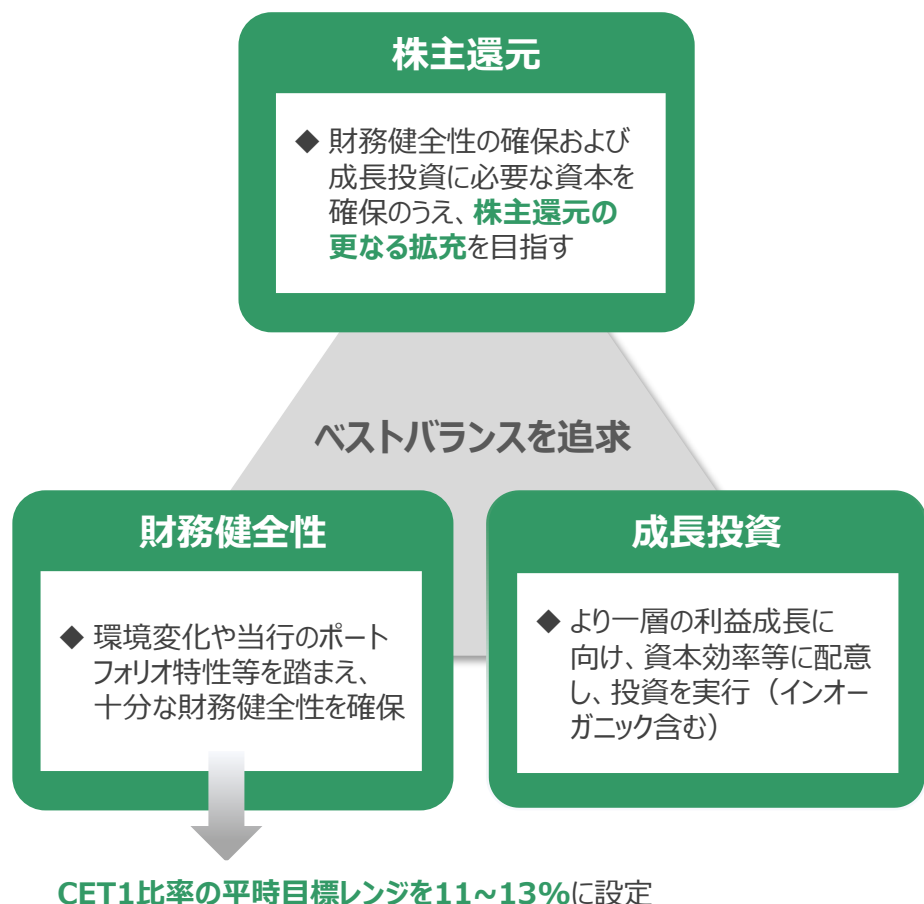 株主還元
◆ 財務健全性の確保および
成長投資に必要な資本を
確保のうえ、株主還元の
更なる拡充を目指す
ベストバランスを追求
財務健全性
◆ 環境変化や当行のポート
フォリオ特性等を踏まえ、
十分な財務健全性を確保
成長投資
◆ より一層の利益成長に
向け、資本効率等に配意
し、投資を実行（インオー
ガニック含む）
CET1比率の平時目標レンジを11~13%に設定